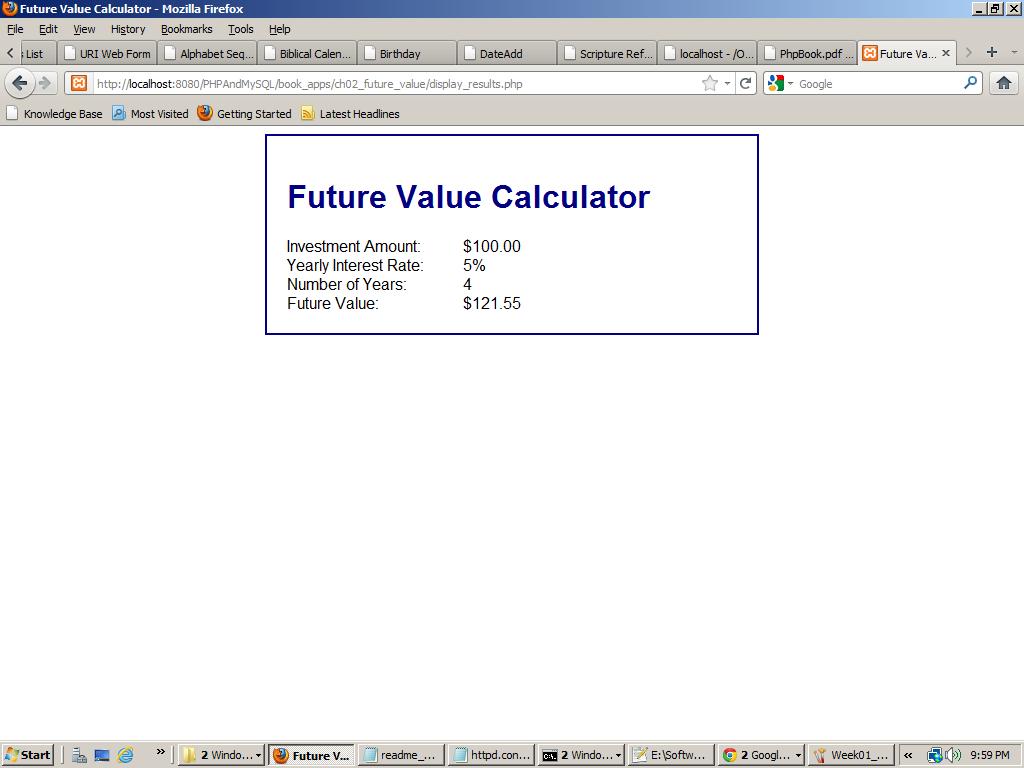 Future Value Calculator - Mozilla Firefox
File Edit View History Bookmarks Tools Help
List URI Web Form Alphabet Seq... Biblical Calen... Birthday DateAdd Scripture Ref... localhost - /O... PhpBook.pdf ... Future Va...
http://localhost:8080/PHPAndMySQL/book_apps/ch02_future_value/display_results.php Google
Knowledge Base Most Visited Getting Started Latest Headlines
Future Value Calculator
Investment Amount: $100.00
Yearly Interest Rate: 5%
Number of Years: 4
Future Value: $121.55
Start 2 Windo... Future V... readme_... httpd.con... 2 Windo... E:\Softw... 2 Googl... Week01_... 9:59 PM